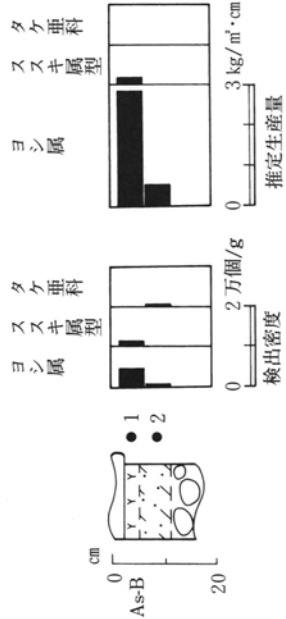 cm
0
As-B
20
● 1
● 2
ヨシ属
ススキ属型
タケ亜科
0
2 万個/g
検出密度
ヨシ属
ススキ属型
タケ亜科
0
3 kg/㎡·cm
推定生産量